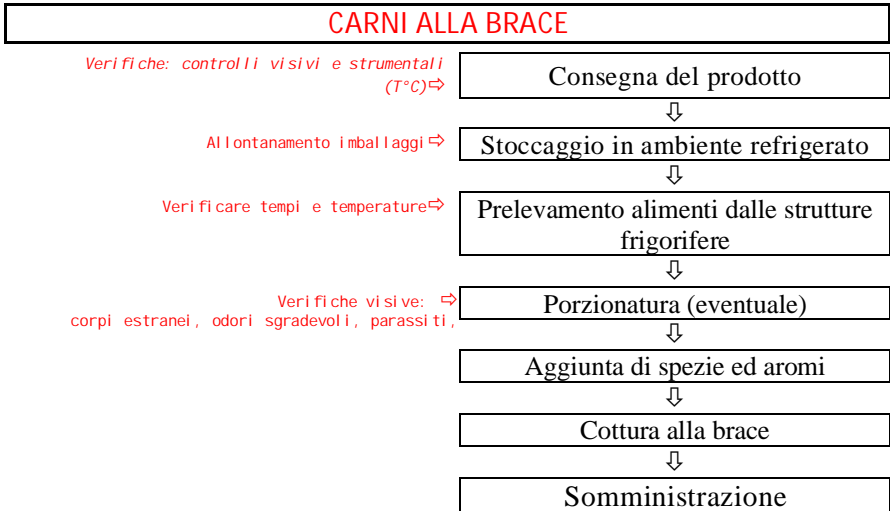 CARNI ALLA BRACE
Verifiche: controlli visivi e strumentali
(T°C)⇨
Consegna del prodotto
⇩
Allontanamento imballaggi⇨
Stoccaggio in ambiente refrigerato
⇩
Verificare tempi e temperature⇨
Prelevamento alimenti dalle strutture
frigorifere
⇩
Verifiche visive: ⇨
corpi estranei, odori sgradevoli, parassiti,
Porzionatura (eventuale)
⇩
Aggiunta di spezie ed aromi
⇩
Cottura alla brace
⇩
Somministrazione